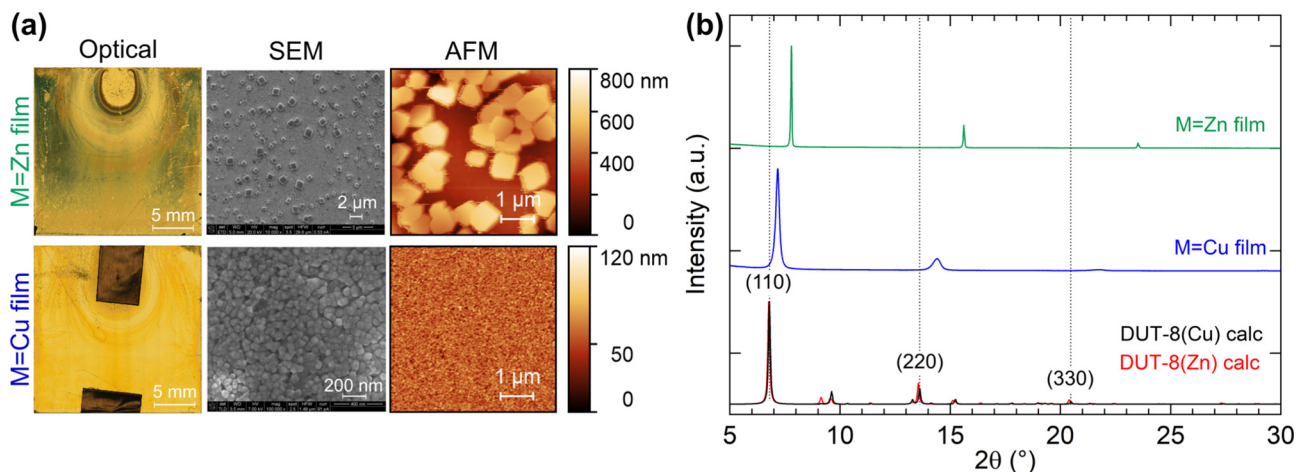 (a)
Optical
SEM
AFM
M=Zn film
5 mm
2 µm
1 µm
800 nm
600
400
0
M=Cu film
5 mm
200 nm
1 µm
120 nm
50
0
(b)
Intensity (a.u.)
M=Zn film
M=Cu film
(110)
(220)
(330)
DUT-8(Cu) calc
DUT-8(Zn) calc
5 10 15 20 25 30
2θ (°)